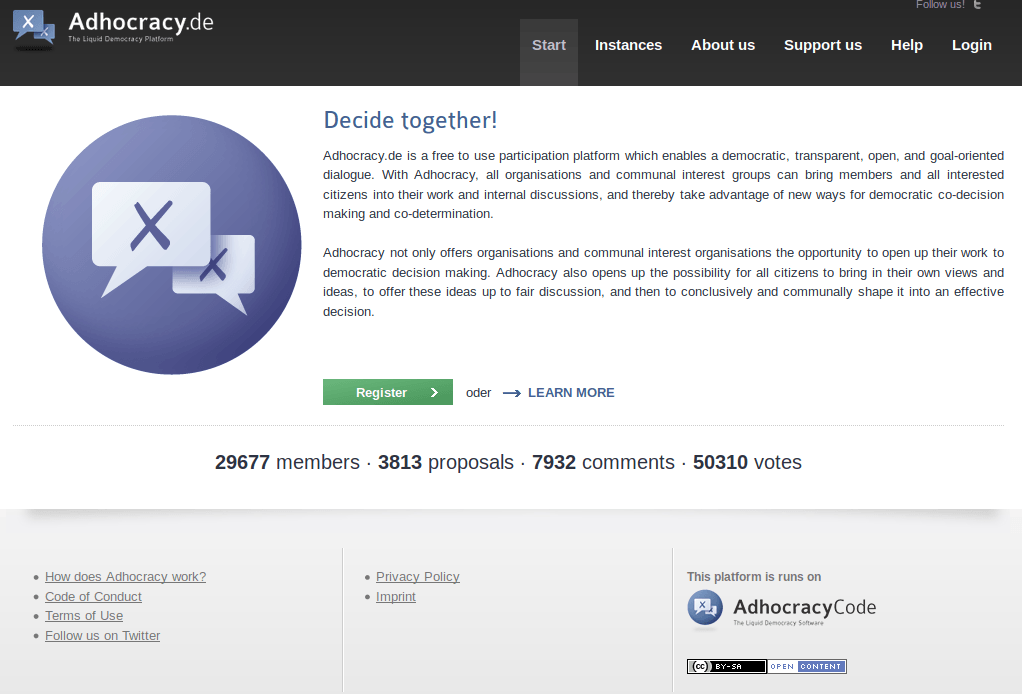 Follow us!
Adhocracy.de
The Liquid Democracy Platform
Start Instances About us Support us Help Login
X
X
Decide together!
Adhocracy.de is a free to use participation platform which enables a democratic, transparent, open, and goal-oriented
dialogue. With Adhocracy, all organisations and communal interest groups can bring members and all interested
citizens into their work and internal discussions, and thereby take advantage of new ways for democratic co-decision
making and co-determination.
Adhocracy not only offers organisations and communal interest organisations the opportunity to open up their work to
democratic decision making. Adhocracy also opens up the possibility for all citizens to bring in their own views and
ideas, to offer these ideas up to fair discussion, and then to conclusively and communally shape it into an effective
decision.
Register oder → LEARN MORE
29677 members · 3813 proposals · 7932 comments · 50310 votes
How does Adhocracy work?
Code of Conduct
Terms of Use
Follow us on Twitter
Privacy Policy
Imprint
This platform is runs on
AdhocracyCode
The Liquid Democracy Software
cc BY-SA OPEN CONTENT